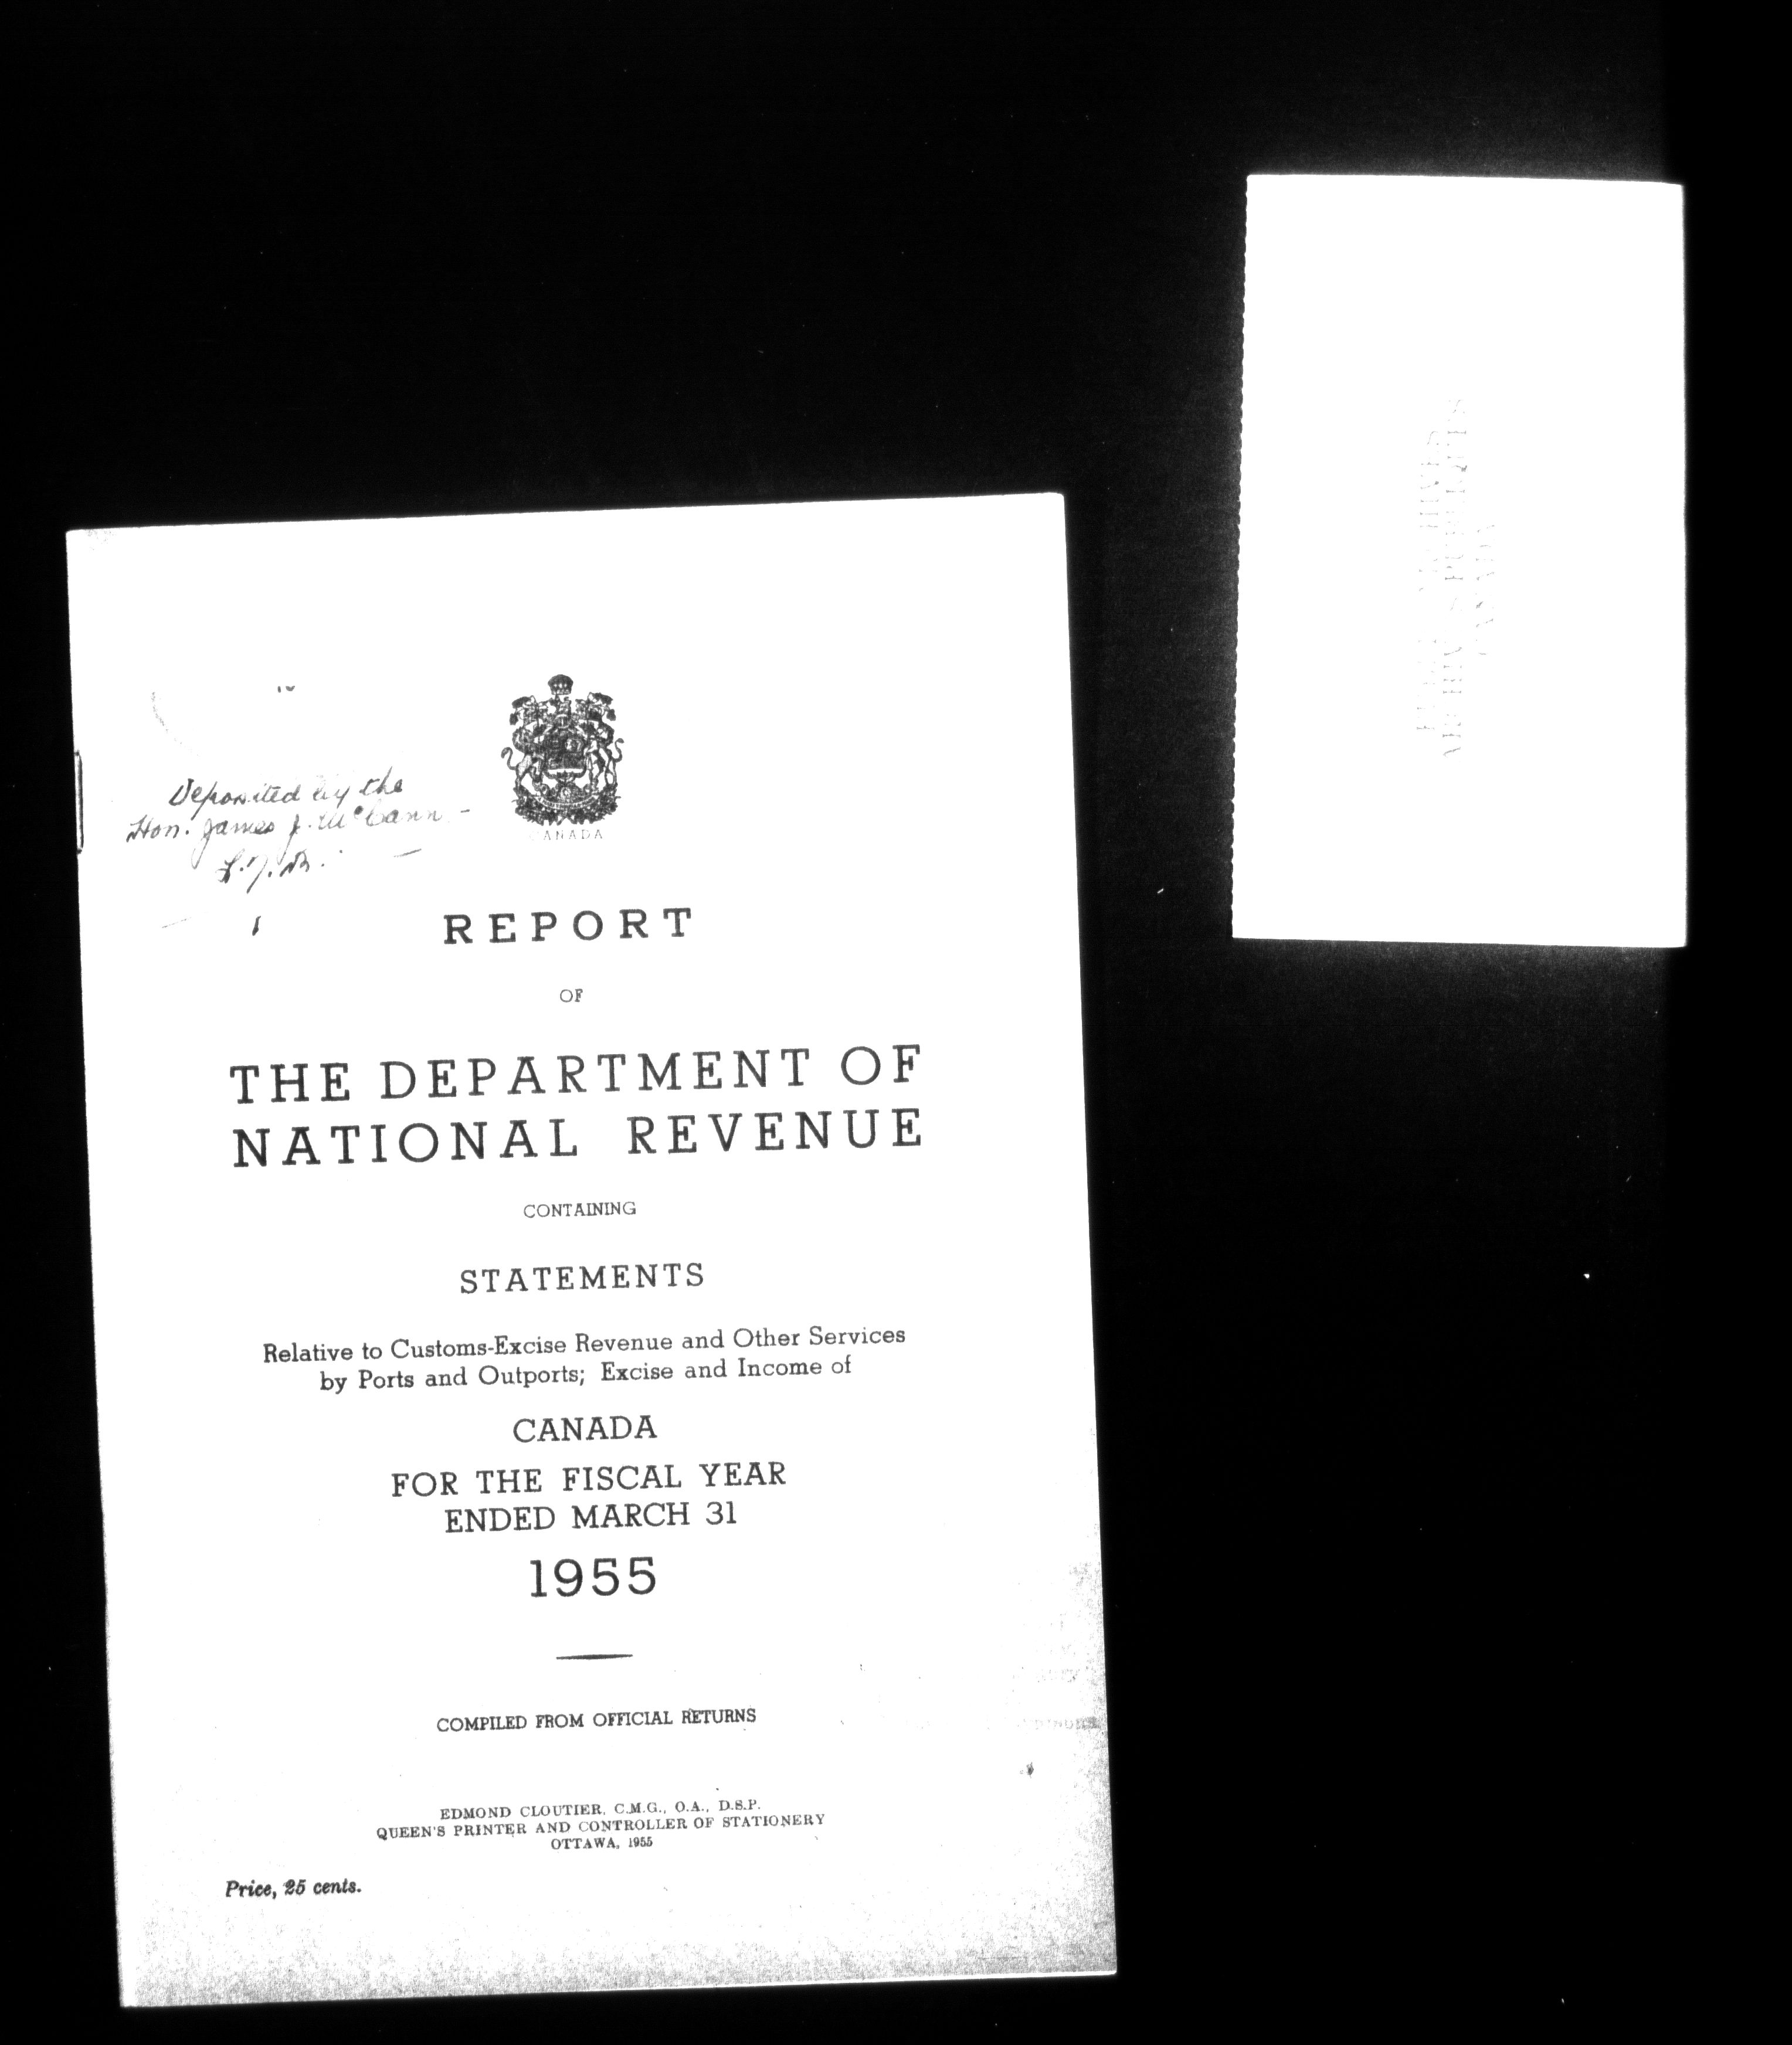 Deposited by the
Hon. James J. McCann
CANADA
REPORT
OF
THE DEPARTMENT OF
NATIONAL REVENUE
CONTAINING
STATEMENTS
Relative to Customs-Excise Revenue and Other Services
by Ports and Outports; Excise and Income of
CANADA
FOR THE FISCAL YEAR
ENDED MARCH 31
1955
COMPILED FROM OFFICIAL RETURNS
EDMOND CLOUTIER, C.M.G., O.A., D.S.P.
QUEEN'S PRINTER AND CONTROLLER OF STATIONERY
OTTAWA, 1955
Price, 25 cents.